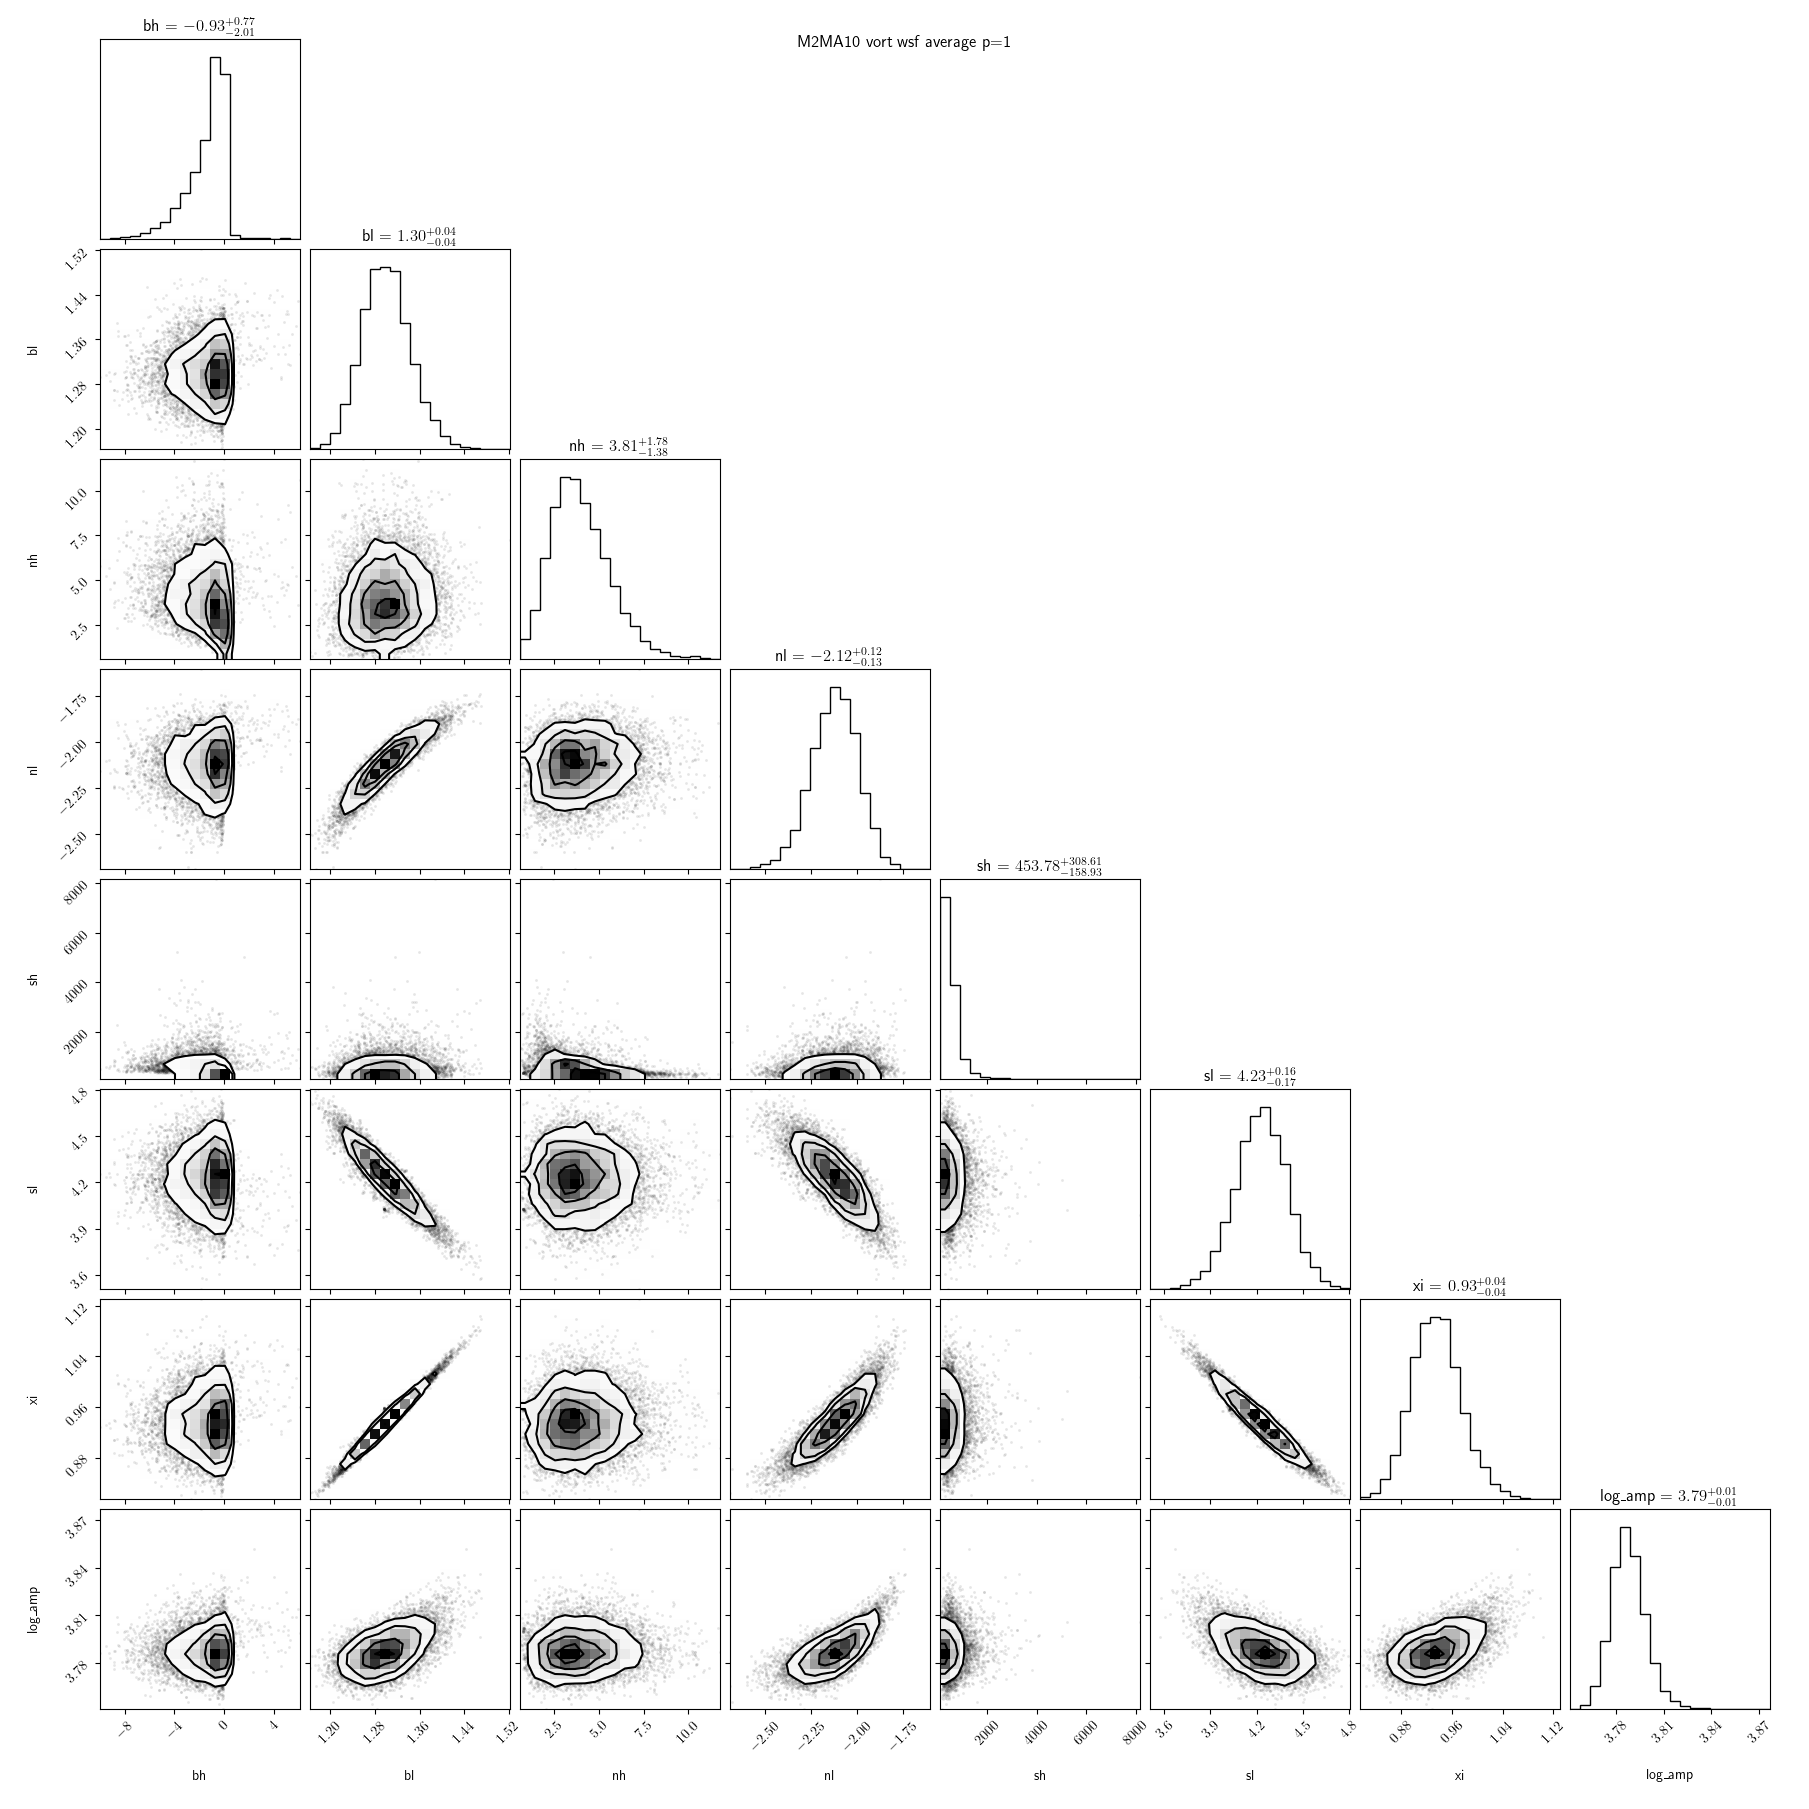 bh = −0.93+0.77 −2.01
M2MA10 vort wsf average p=1
bl = 1.30+0.04 −0.04
1.52
1.44
1.36
1.28
1.20
bl
nh = 3.81+1.78 −1.38
10.0
7.5
5.0
2.5
nh
nl = −2.12+0.12 −0.13
−1.75
−2.00
−2.25
−2.50
nl
sh = 453.78+308.61 −158.93
8000
6000
4000
2000
sh
sl = 4.23+0.16 −0.17
4.8
4.5
4.2
3.9
3.6
sl
xi = 0.93+0.04 −0.04
1.12
1.04
0.96
0.88
xi
log_amp = 3.79+0.01 −0.01
3.87
3.84
3.81
3.78
log_amp
−8 −4 0 4
1.20 1.28 1.36 1.44 1.52
2.5 5.0 7.5 10.0
−2.50 −2.25 −2.00 −1.75
2000 4000 6000 8000
3.6 3.9 4.2 4.5 4.8
0.88 0.96 1.04 1.12
3.78 3.81 3.84 3.87
bh bl nh nl sh sl xi log_amp